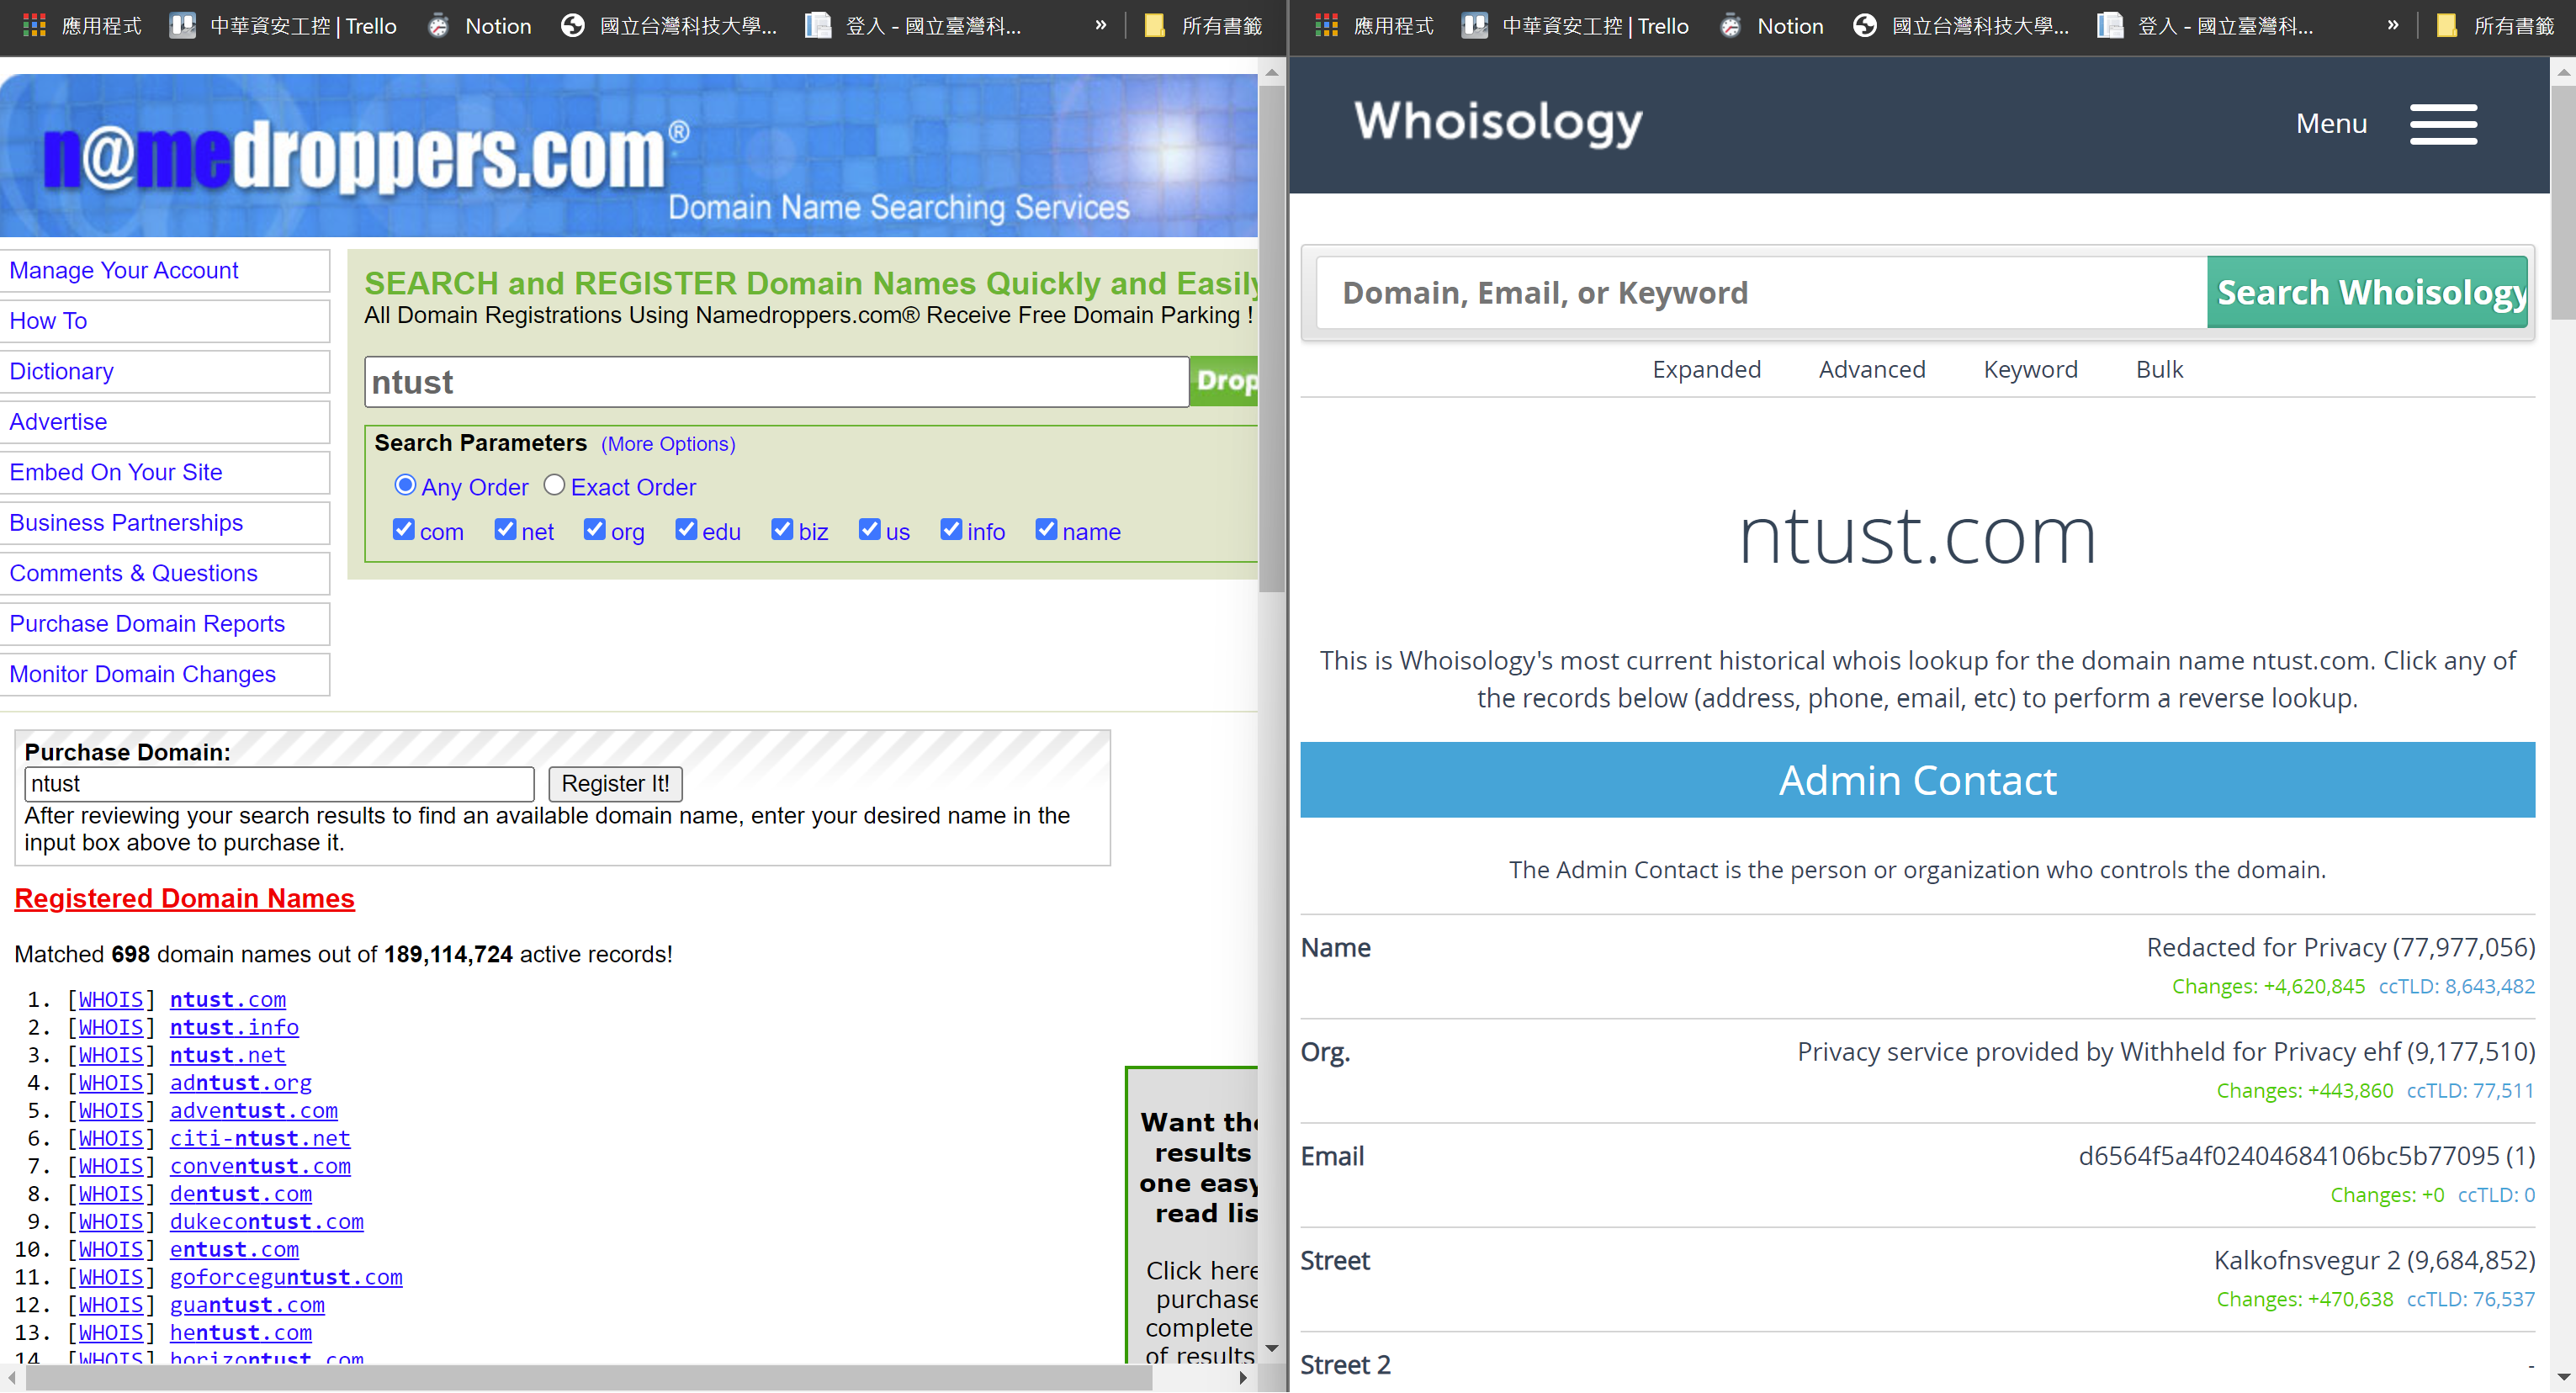 應用程式 中華資安工控 | Trello Notion 國立台灣科技大學... 登入 - 國立臺灣科... » 所有書籤
n@medroppers.com®
Domain Name Searching Services
Manage Your Account
How To
Dictionary
Advertise
Embed On Your Site
Business Partnerships
Comments & Questions
Purchase Domain Reports
Monitor Domain Changes
SEARCH and REGISTER Domain Names Quickly and Easily
All Domain Registrations Using Namedroppers.com® Receive Free Domain Parking !
ntust Drop
Search Parameters (More Options)
Any Order Exact Order
com net org edu biz us info name
Purchase Domain:
ntust Register It!
After reviewing your search results to find an available domain name, enter your desired name in the
input box above to purchase it.
Registered Domain Names
Matched 698 domain names out of 189,114,724 active records!
1. [WHOIS] ntust.com
2. [WHOIS] ntust.info
3. [WHOIS] ntust.net
4. [WHOIS] adntust.org
5. [WHOIS] adventust.com
6. [WHOIS] citi-ntust.net
7. [WHOIS] conventust.com
8. [WHOIS] dentust.com
9. [WHOIS] dukecontust.com
10. [WHOIS] entust.com
11. [WHOIS] goforceguntust.com
12. [WHOIS] guantust.com
13. [WHOIS] hentust.com
14. [WHOIS] horizontust.com
Want the
results
one easy
read lis
Click here
purchase
complete
of results
應用程式 中華資安工控 | Trello Notion 國立台灣科技大學... 登入 - 國立臺灣科... » 所有書籤
Whoisology
Menu
Domain, Email, or Keyword Search Whoisology
Expanded Advanced Keyword Bulk
ntust.com
This is Whoisology's most current historical whois lookup for the domain name ntust.com. Click any of
the records below (address, phone, email, etc) to perform a reverse lookup.
Admin Contact
The Admin Contact is the person or organization who controls the domain.
Name Redacted for Privacy (77,977,056)
Changes: +4,620,845 ccTLD: 8,643,482
Org. Privacy service provided by Withheld for Privacy ehf (9,177,510)
Changes: +443,860 ccTLD: 77,511
Email d6564f5a4f02404684106bc5b77095 (1)
Changes: +0 ccTLD: 0
Street Kalkofnsvegur 2 (9,684,852)
Changes: +470,638 ccTLD: 76,537
Street 2 -